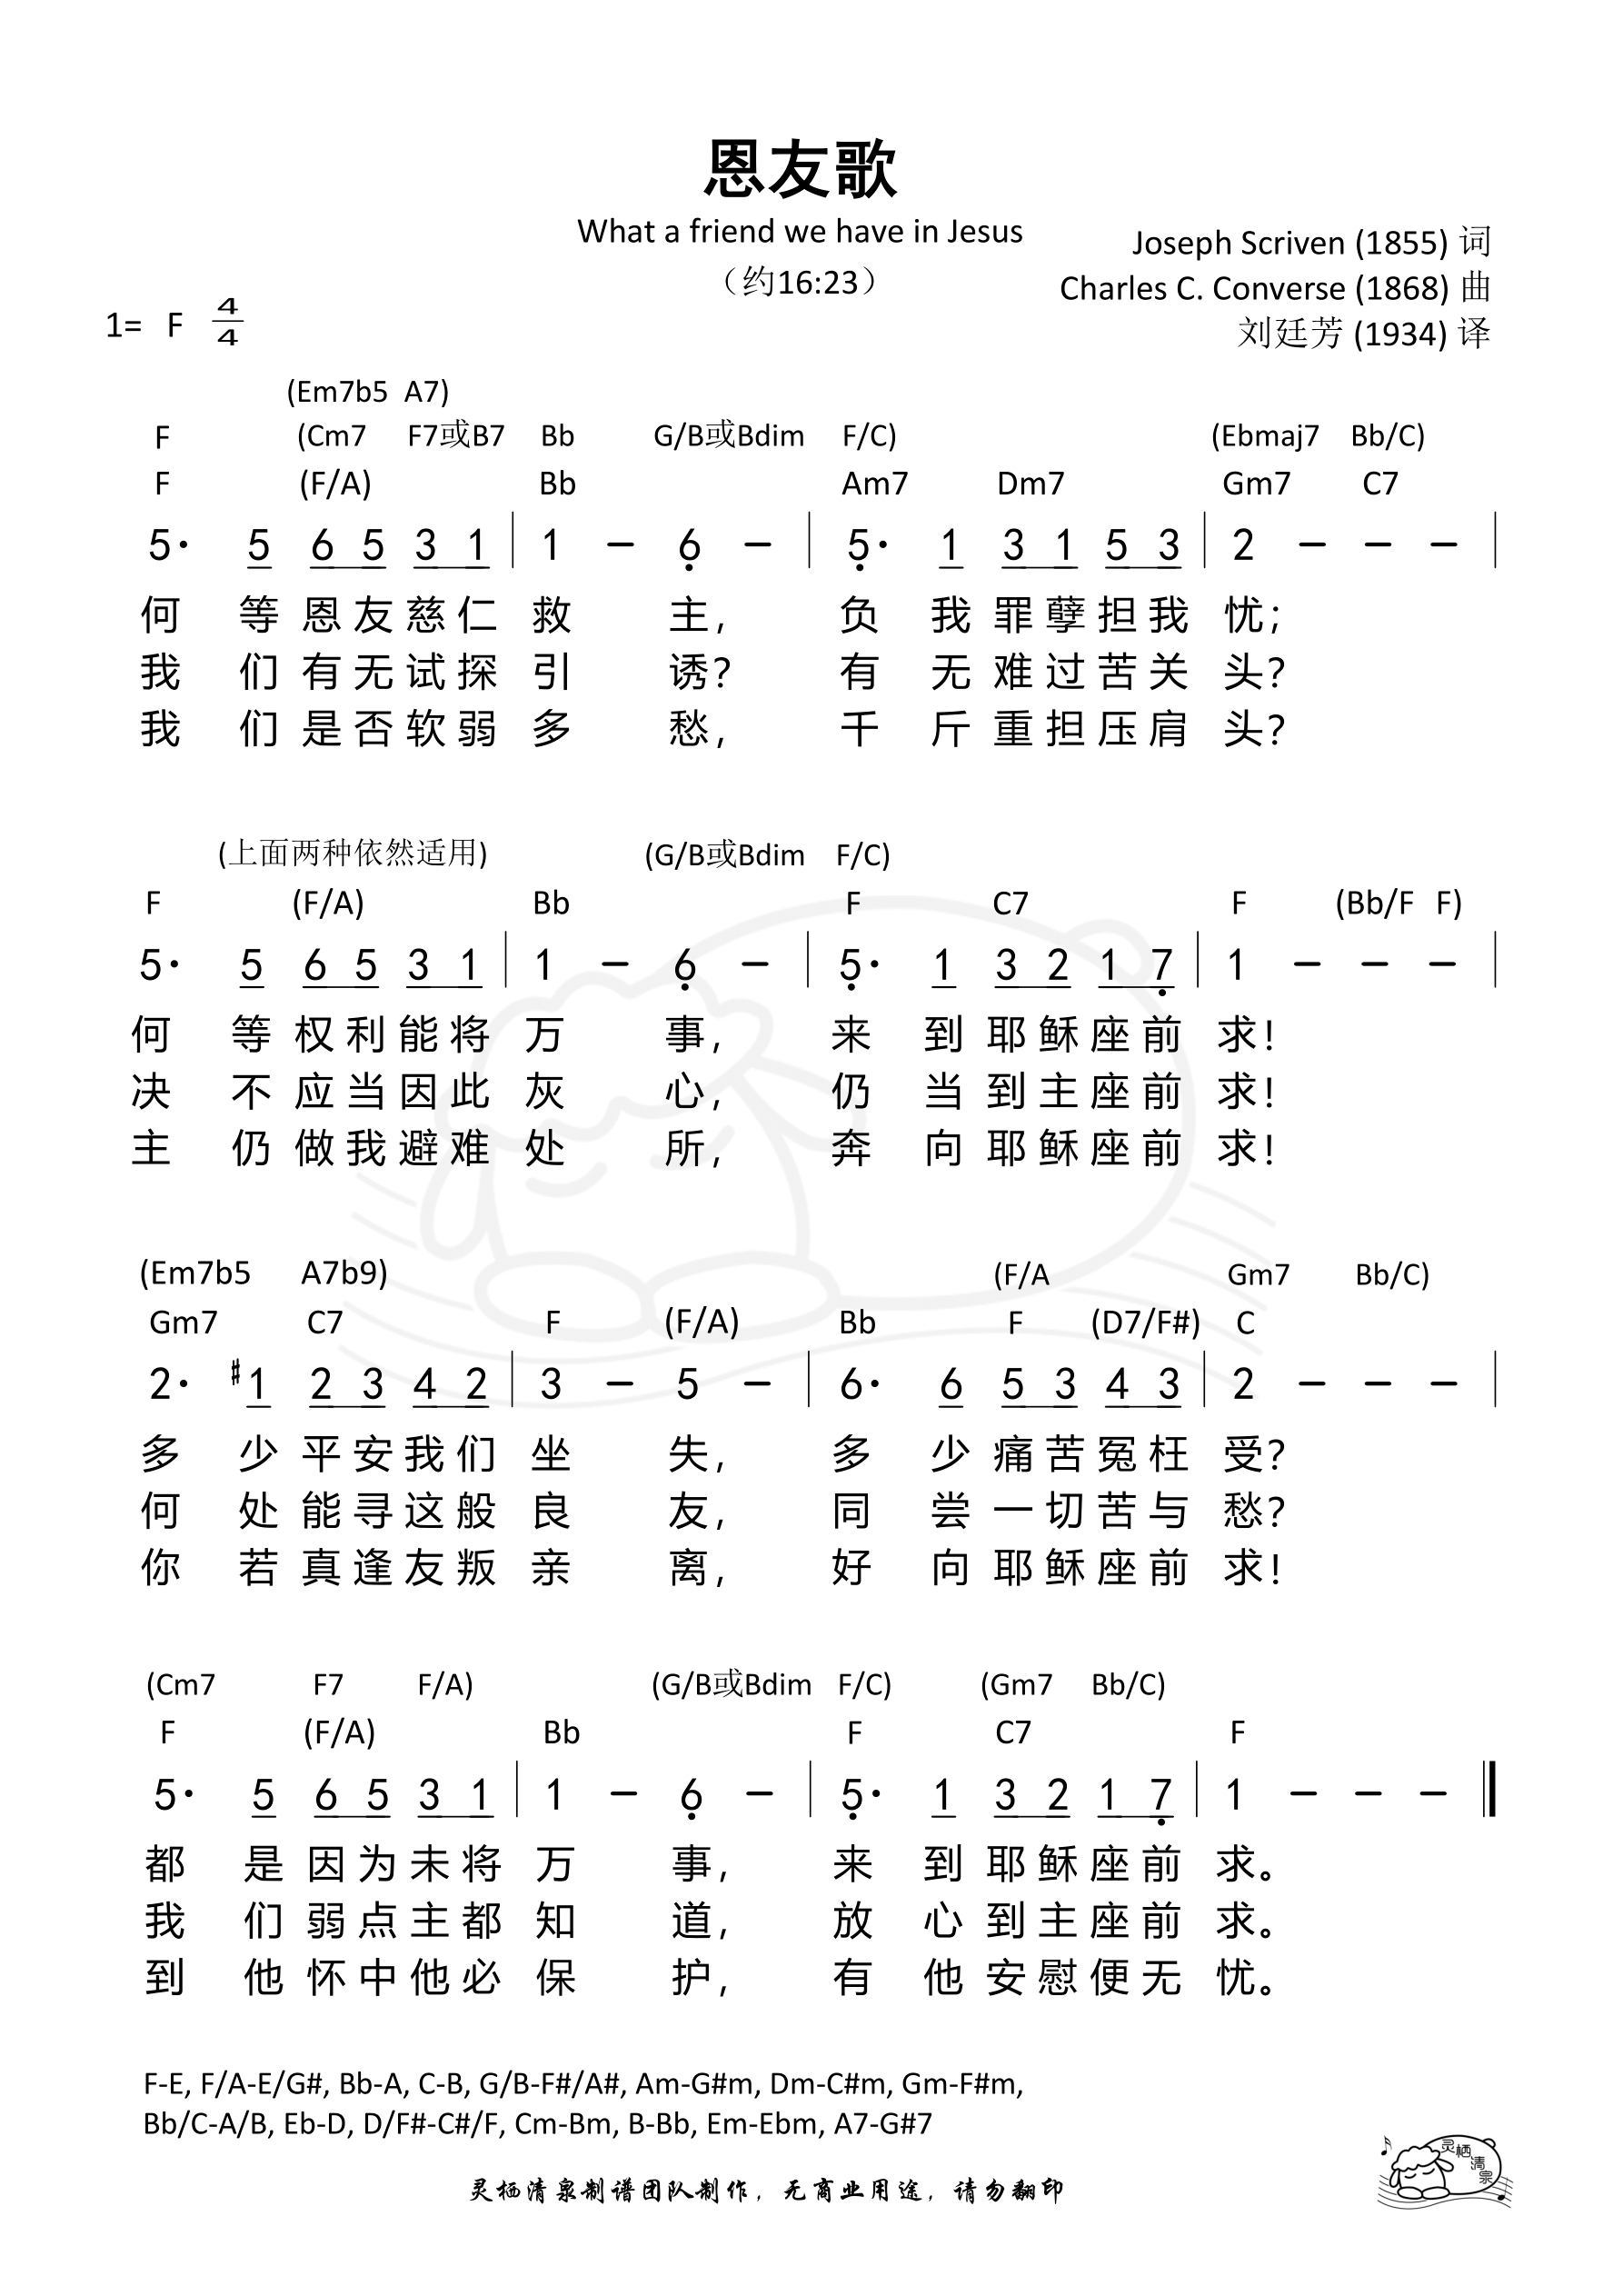 恩友歌
What a friend we have in Jesus
（约16:23）
Joseph Scriven (1855) 词
Charles C. Converse (1868) 曲
刘廷芳 (1934) 译
1= F 4/4
(Em7b5 A7)
F (Cm7 F7或B7 Bb G/B或Bdim F/C) (Ebmaj7 Bb/C)
F (F/A) Bb Am7 Dm7 Gm7 C7
5· 5 6 5 3 1 | 1 – 6̣ – | 5̣· 1 3 1 5 3 | 2 – – – |
何 等 恩 友 慈 仁 救 主, 负 我 罪 孽 担 我 忧;
我 们 有 无 试 探 引 诱? 有 无 难 过 苦 关 头?
我 们 是 否 软 弱 多 愁, 千 斤 重 担 压 肩 头?
(上面两种依然适用) (G/B或Bdim F/C)
F (F/A) Bb F C7 F (Bb/F F)
5· 5 6 5 3 1 | 1 – 6̣ – | 5̣· 1 3 2 1 7̣ | 1 – – – |
何 等 权 利 能 将 万 事, 来 到 耶 稣 座 前 求!
决 不 应 当 因 此 灰 心, 仍 当 到 主 座 前 求!
主 仍 做 我 避 难 处 所, 奔 向 耶 稣 座 前 求!
(Em7b5 A7b9) (F/A Gm7 Bb/C)
Gm7 C7 F (F/A) Bb F (D7/F#) C
2· #1 2 3 4 2 | 3 – 5 – | 6· 6 5 3 4 3 | 2 – – – |
多 少 平 安 我 们 坐 失, 多 少 痛 苦 冤 枉 受?
何 处 能 寻 这 般 良 友, 同 尝 一 切 苦 与 愁?
你 若 真 逢 友 叛 亲 离, 好 向 耶 稣 座 前 求!
(Cm7 F7 F/A) (G/B或Bdim F/C) (Gm7 Bb/C)
F (F/A) Bb F C7 F
5· 5 6 5 3 1 | 1 – 6̣ – | 5̣· 1 3 2 1 7̣ | 1 – – – ‖
都 是 因 为 未 将 万 事, 来 到 耶 稣 座 前 求。
我 们 弱 点 主 都 知 道, 放 心 到 主 座 前 求。
到 他 怀 中 他 必 保 护, 有 他 安 慰 便 无 忧。
F-E, F/A-E/G#, Bb-A, C-B, G/B-F#/A#, Am-G#m, Dm-C#m, Gm-F#m,
Bb/C-A/B, Eb-D, D/F#-C#/F, Cm-Bm, B-Bb, Em-Ebm, A7-G#7
灵栖清泉制谱团队制作，无商业用途，请勿翻印
灵栖清泉